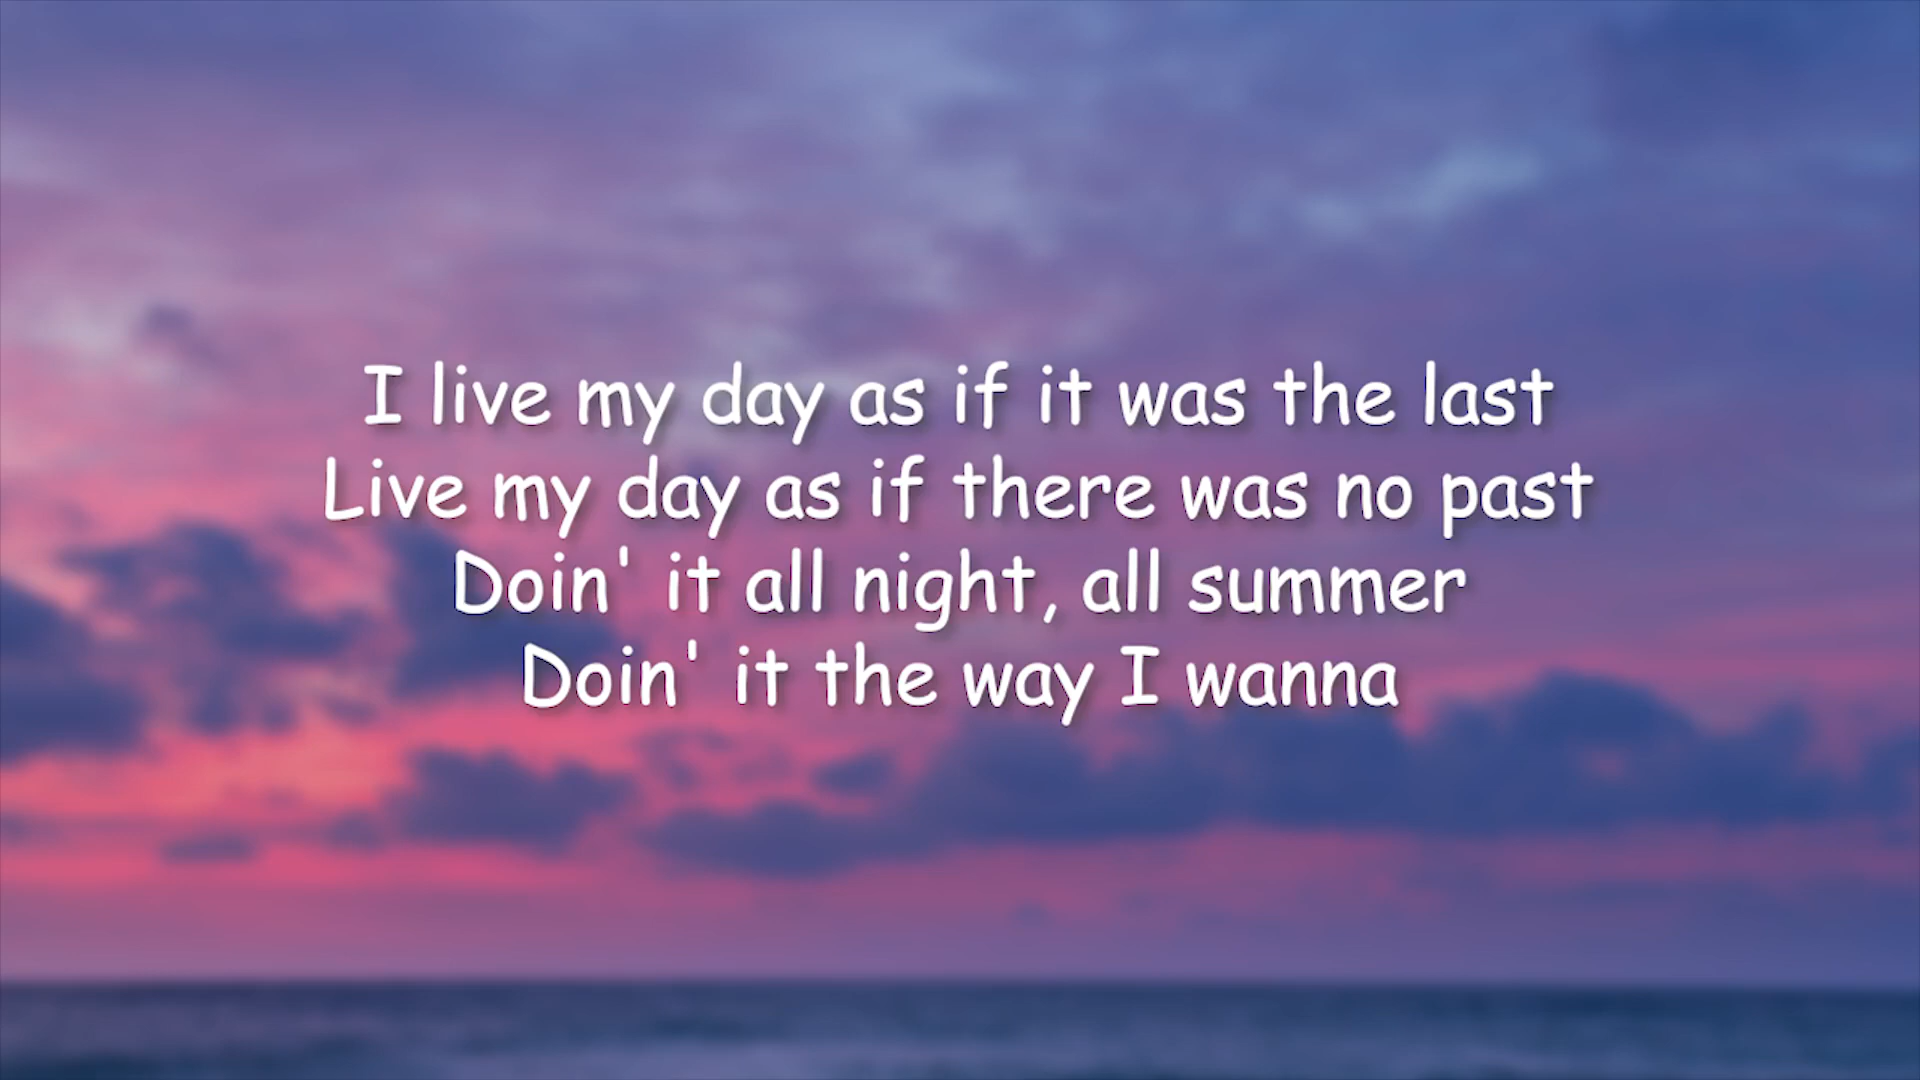 I live my day as if it was the last
Live my day as if there was no past
Doin' it all night, all summer
Doin' it the way I wanna